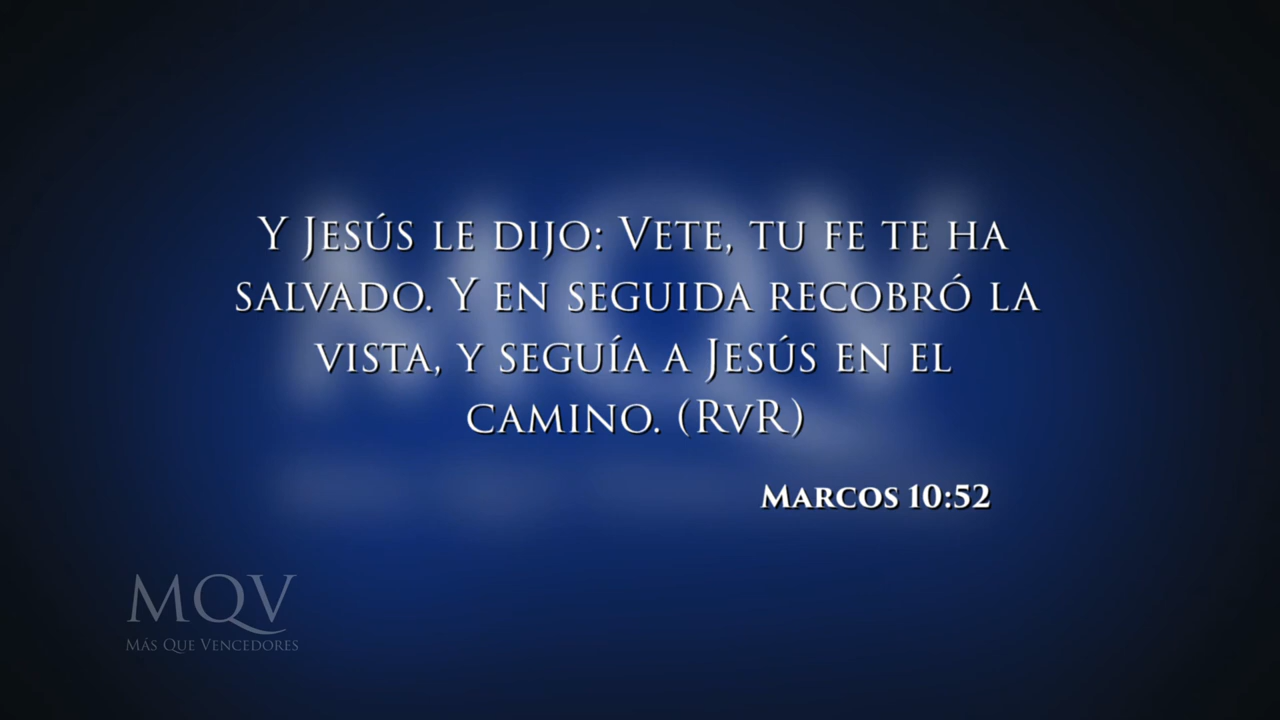 Y Jesús le dijo: Vete, tu fe te ha
salvado. Y en seguida recobró la
vista, y seguía a Jesús en el
camino. (RvR)
Marcos 10:52
MQV
Más Que Vencedores